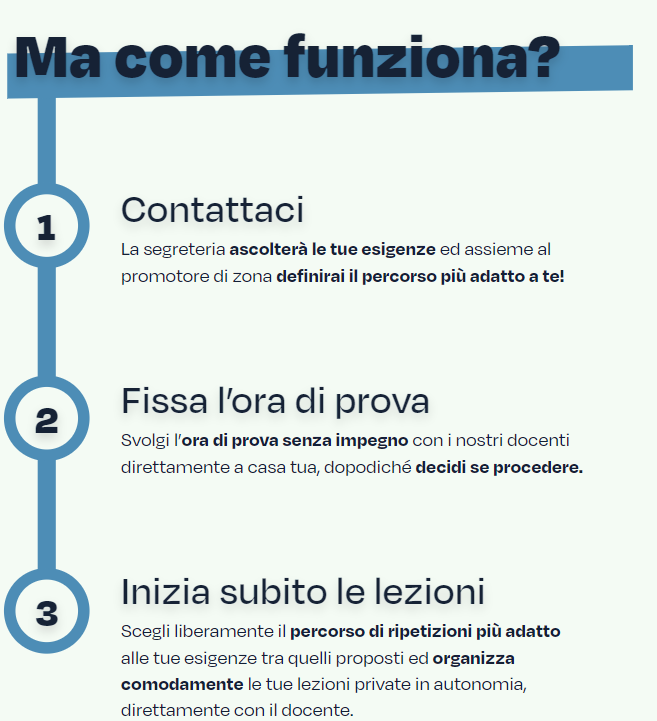 Ma come funziona?
1
Contattaci
La segreteria ascolterà le tue esigenze ed assieme al
promotore di zona definirai il percorso più adatto a te!
2
Fissa l’ora di prova
Svolgi l’ora di prova senza impegno con i nostri docenti
direttamente a casa tua, dopodiché decidi se procedere.
3
Inizia subito le lezioni
Scegli liberamente il percorso di ripetizioni più adatto
alle tue esigenze tra quelli proposti ed organizza
comodamente le tue lezioni private in autonomia,
direttamente con il docente.